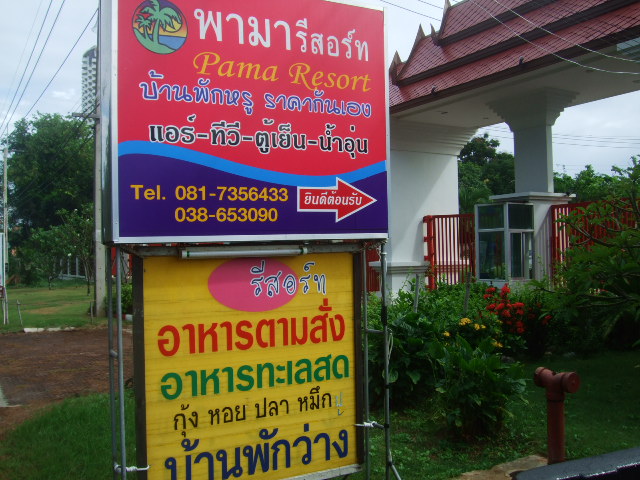 พามารีสอร์ท
Pama Resort
บ้านพักหรู ราคากันเอง
แอร์-ทีวี-ตู้เย็น-น้ำอุ่น
Tel. 081-7356433
038-653090
ยินดีต้อนรับ
รีสอร์ท
อาหารตามสั่ง
อาหารทะเลสด
กุ้ง หอย ปลา หมึก ปู
บ้านพักว่าง